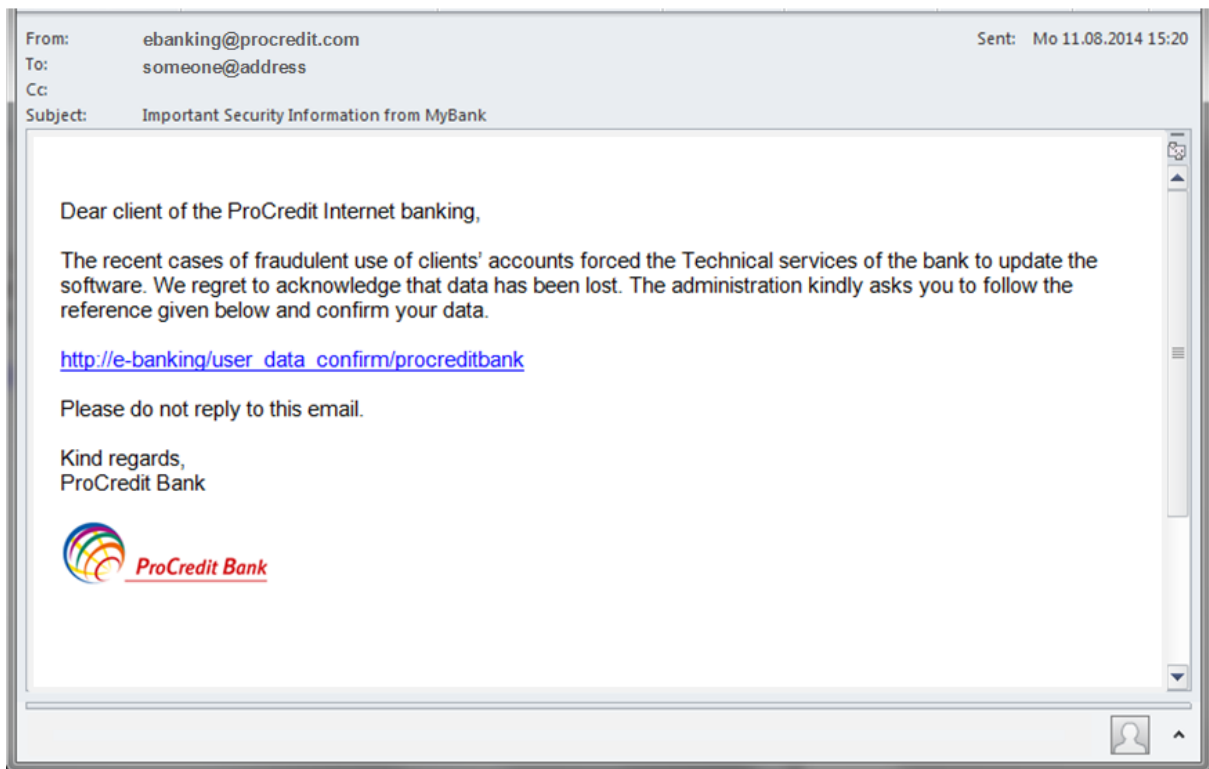 From: ebanking@procredit.com Sent: Mo 11.08.2014 15:20
To: someone@address
Cc:
Subject: Important Security Information from MyBank
Dear client of the ProCredit Internet banking,
The recent cases of fraudulent use of clients’ accounts forced the Technical services of the bank to update the
software. We regret to acknowledge that data has been lost. The administration kindly asks you to follow the
reference given below and confirm your data.
http://e-banking/user_data_confirm/procreditbank
Please do not reply to this email.
Kind regards,
ProCredit Bank
ProCredit Bank